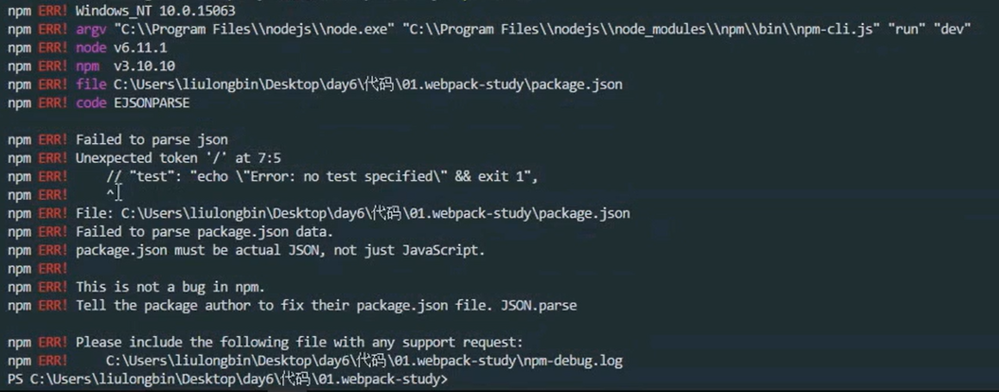 npm ERR! Windows_NT 10.0.15063
npm ERR! argv "C:\\Program Files\\nodejs\\node.exe" "C:\\Program Files\\nodejs\\node_modules\\npm\\bin\\npm-cli.js" "run" "dev"
npm ERR! node v6.11.1
npm ERR! npm  v3.10.10
npm ERR! file C:\Users\liulongbin\Desktop\day6\代码\01.webpack-study\package.json
npm ERR! code EJSONPARSE

npm ERR! Failed to parse json
npm ERR! Unexpected token '/' at 7:5
npm ERR!     // "test": "echo \"Error: no test specified\" && exit 1",
npm ERR!     ^
npm ERR! File: C:\Users\liulongbin\Desktop\day6\代码\01.webpack-study\package.json
npm ERR! Failed to parse package.json data.
npm ERR! package.json must be actual JSON, not just JavaScript.
npm ERR!
npm ERR! This is not a bug in npm.
npm ERR! Tell the package author to fix their package.json file. JSON.parse

npm ERR! Please include the following file with any support request:
npm ERR!     C:\Users\liulongbin\Desktop\day6\代码\01.webpack-study\npm-debug.log
PS C:\Users\liulongbin\Desktop\day6\代码\01.webpack-study>